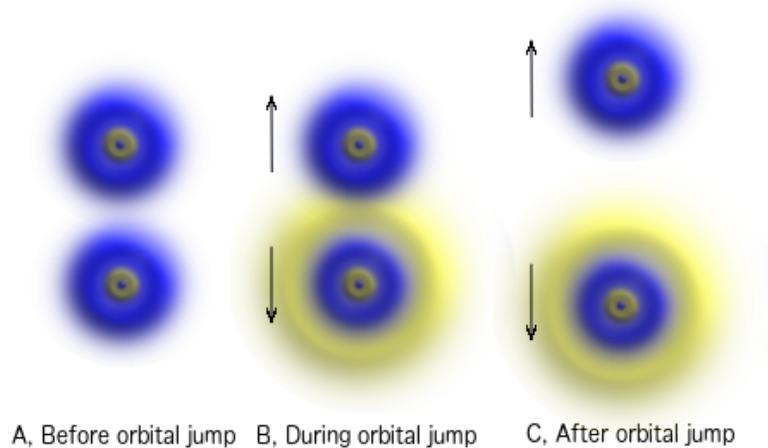 A, Before orbital jump
B, During orbital jump
C, After orbital jump